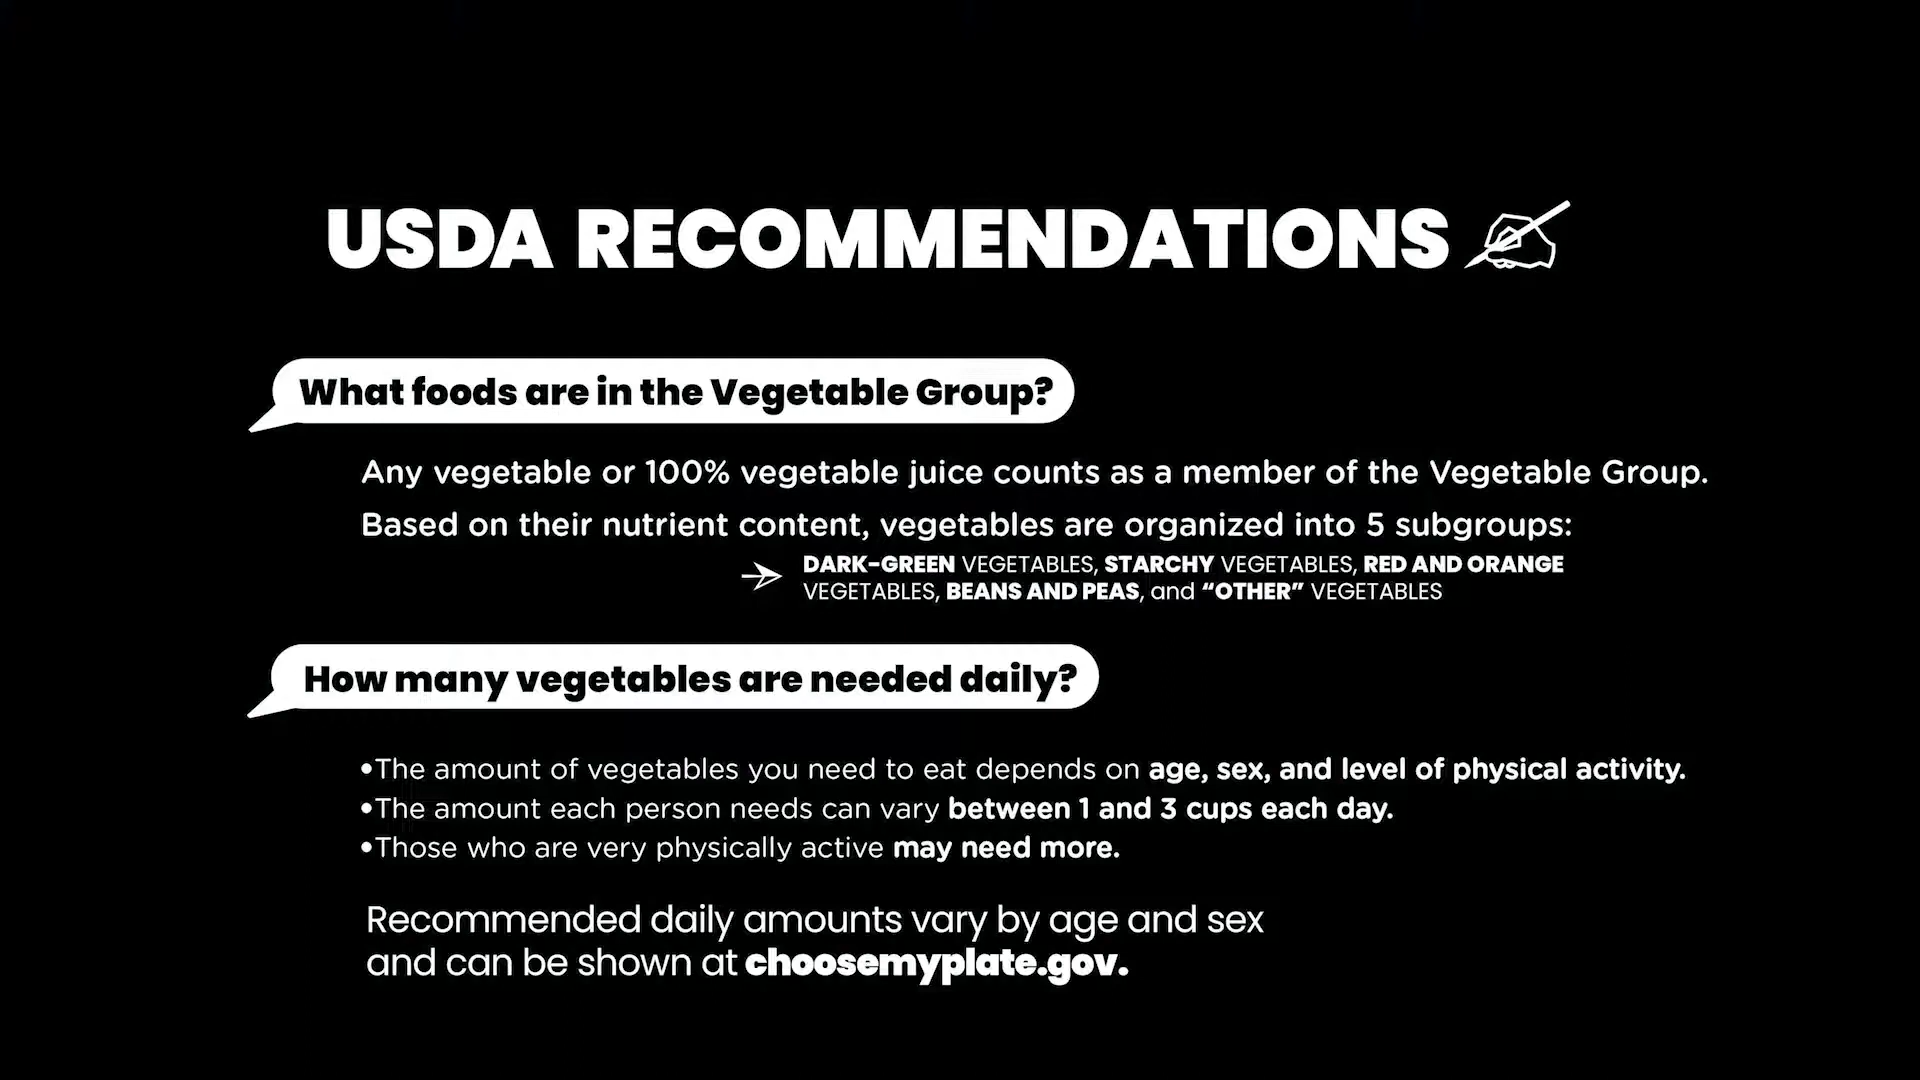 USDA RECOMMENDATIONS
What foods are in the Vegetable Group?
Any vegetable or 100% vegetable juice counts as a member of the Vegetable Group.
Based on their nutrient content, vegetables are organized into 5 subgroups:
DARK-GREEN VEGETABLES, STARCHY VEGETABLES, RED AND ORANGE
VEGETABLES, BEANS AND PEAS, and “OTHER” VEGETABLES
How many vegetables are needed daily?
•The amount of vegetables you need to eat depends on age, sex, and level of physical activity.
•The amount each person needs can vary between 1 and 3 cups each day.
•Those who are very physically active may need more.
Recommended daily amounts vary by age and sex
and can be shown at choosemyplate.gov.